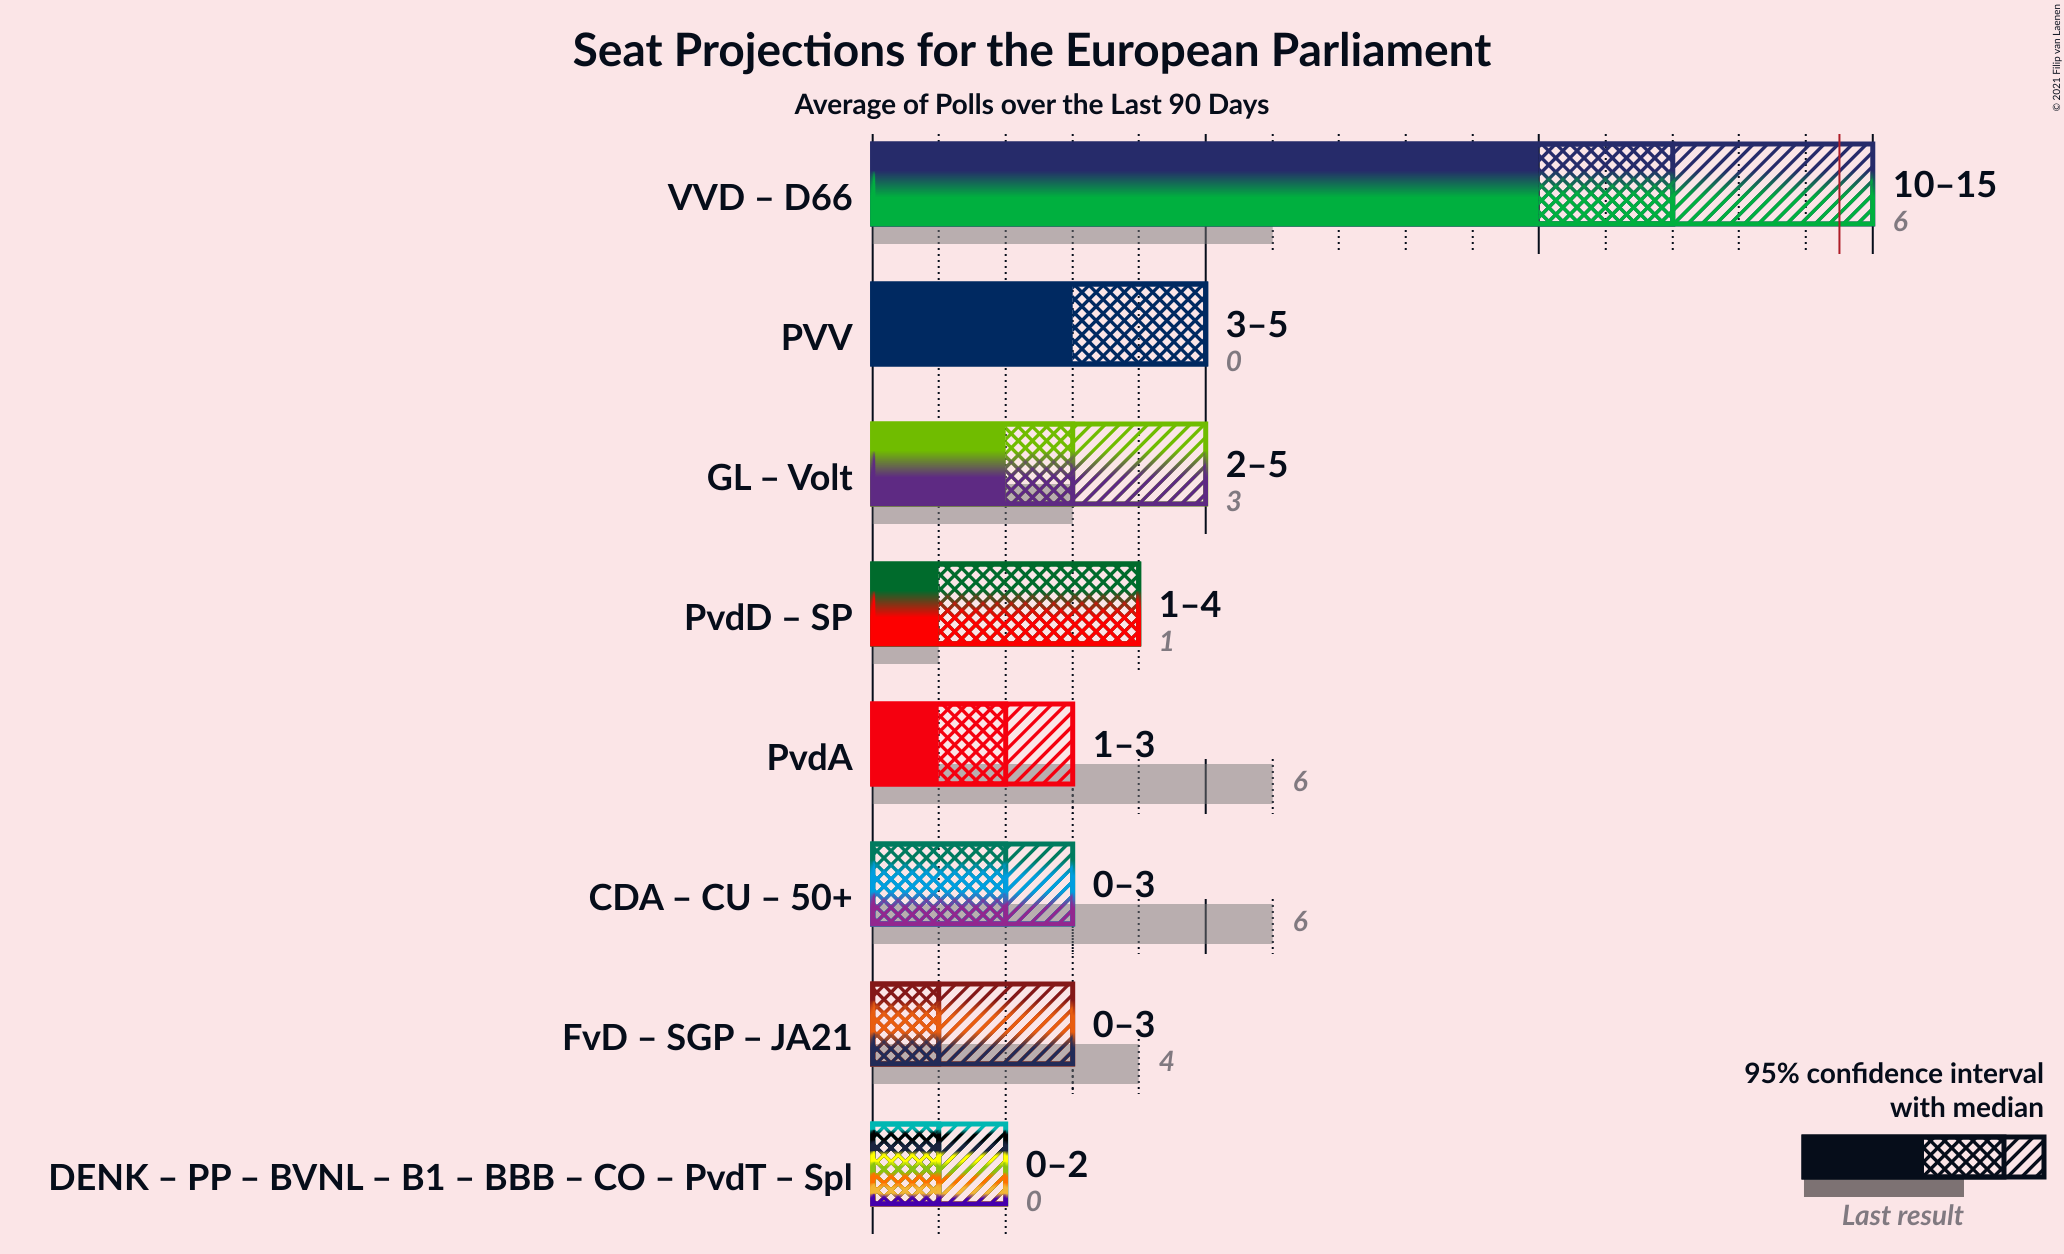 Seat Projections for the European Parliament
Average of Polls over the Last 90 Days
© 2021 Filip van Laenen
VVD – D66
10–15
6
PVV
3–5
0
GL – Volt
2–5
3
PvdD – SP
1–4
1
PvdA
1–3
6
CDA – CU – 50+
0–3
6
FvD – SGP – JA21
0–3
4
DENK – PP – BVNL – B1 – BBB – CO – PvdT – Spl
0–2
0
95% confidence interval
with median
Last result